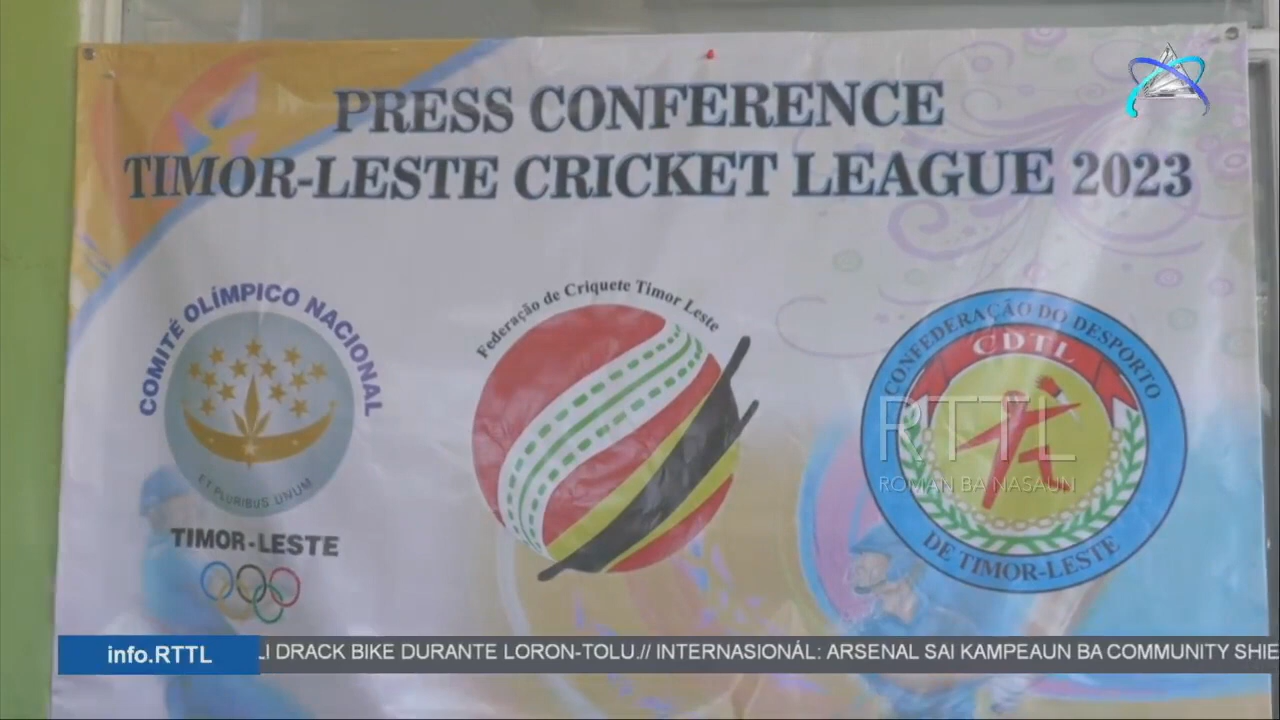 PRESS CONFERENCE
TIMOR-LESTE CRICKET LEAGUE 2023
COMITÉ OLÍMPICO NACIONAL
ET PLURIBUS UNUM
TIMOR-LESTE
Federação de Criquete Timor Leste
CONFEDERAÇÃO DO DESPORTO
CDTL
DE TIMOR-LESTE
RTTL
ROMAN BA NASAUN
info.RTTL
LI DRACK BIKE DURANTE LORON-TOLU.// INTERNASIONÁL: ARSENAL SAI KAMPEAUN BA COMMUNITY SHIE